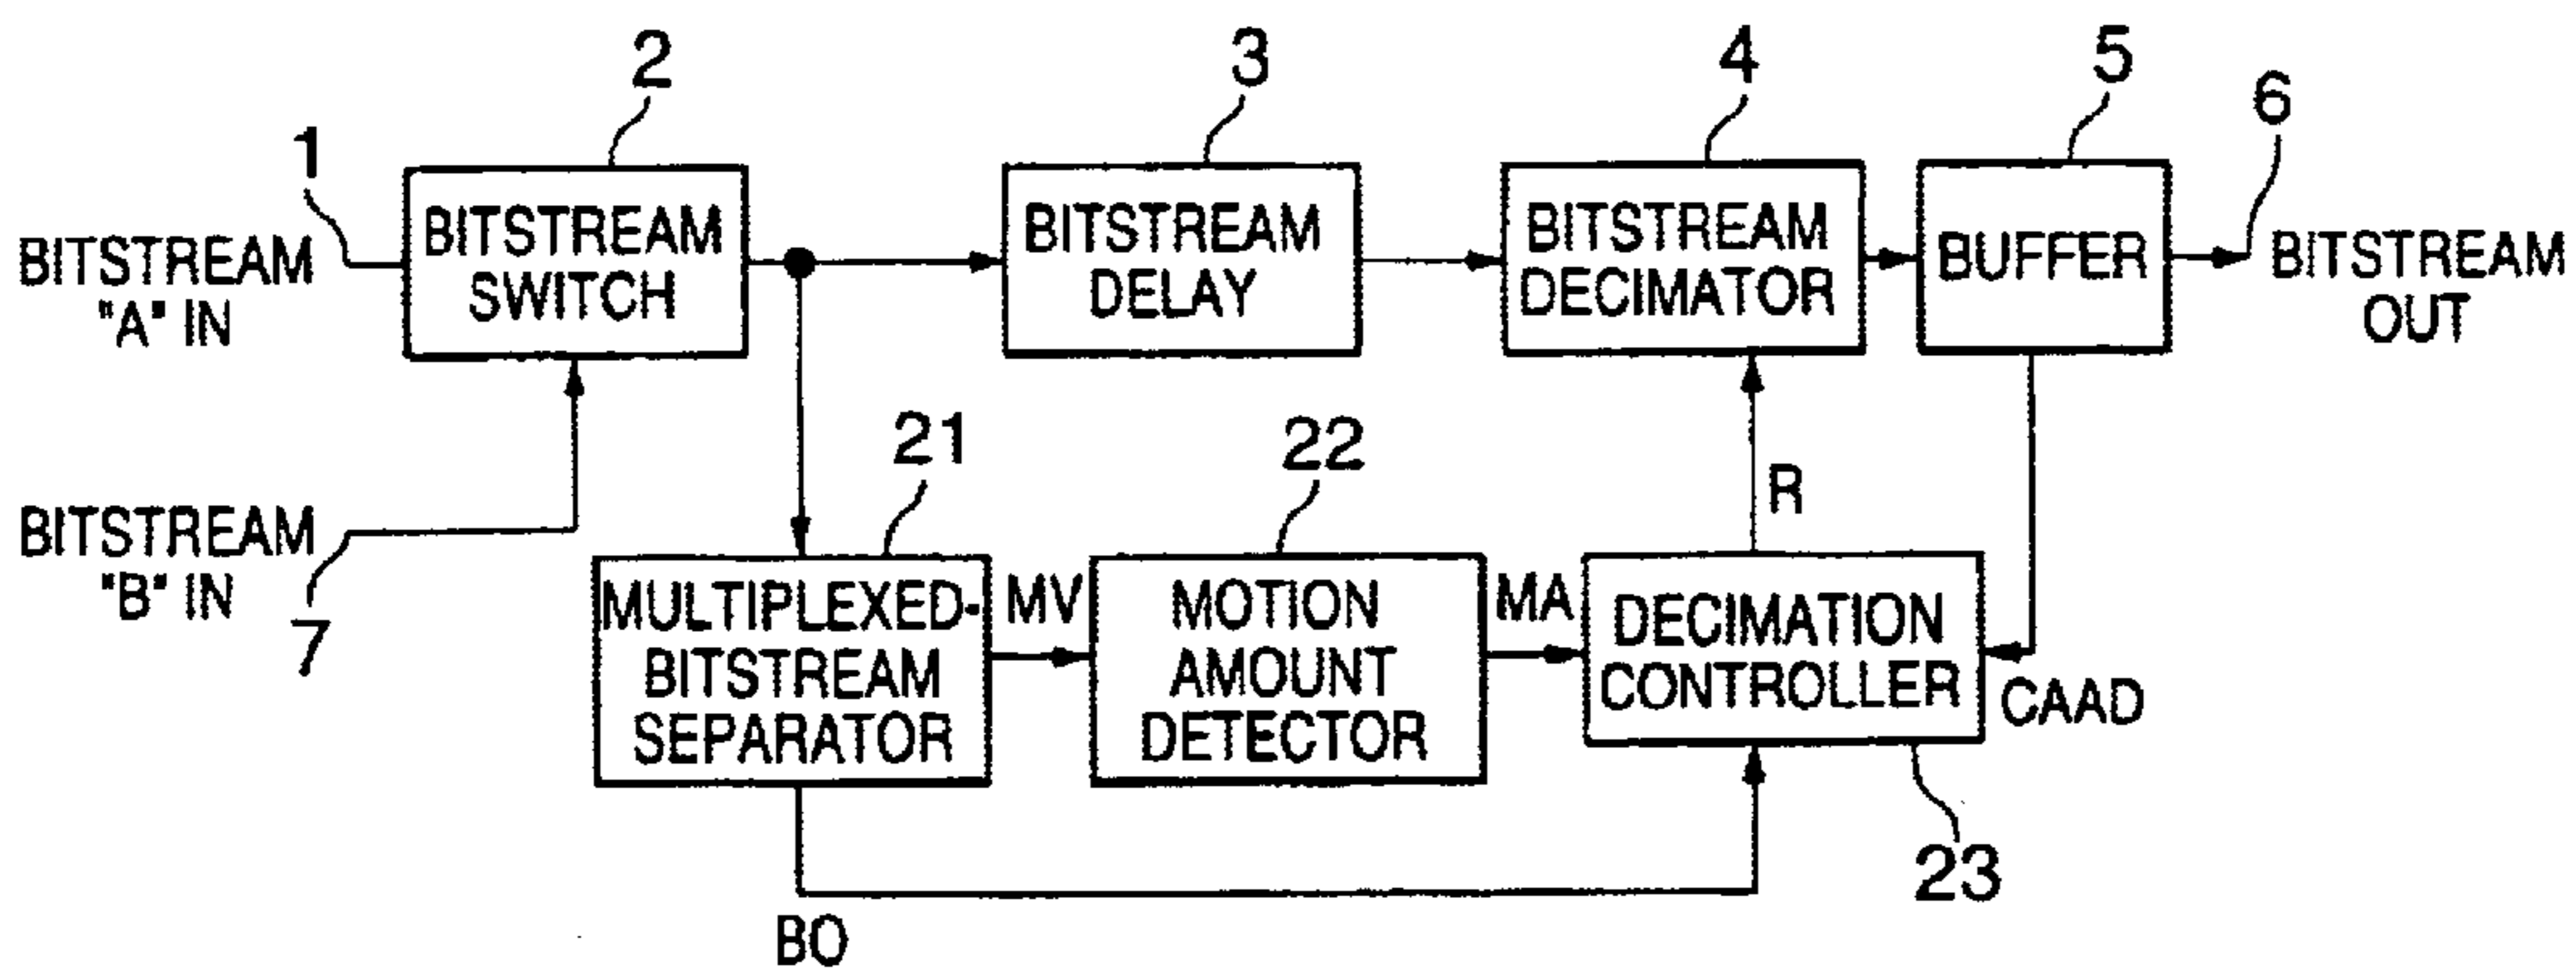 2
3
4
5
6
1
BITSTREAM
"A" IN
BITSTREAM
SWITCH
BITSTREAM
DELAY
BITSTREAM
DECIMATOR
BUFFER
BITSTREAM
OUT
BITSTREAM
"B" IN
7
21
22
R
MULTIPLEXED-
BITSTREAM
SEPARATOR
MV
MOTION
AMOUNT
DETECTOR
MA
DECIMATION
CONTROLLER
CAAD
23
BO